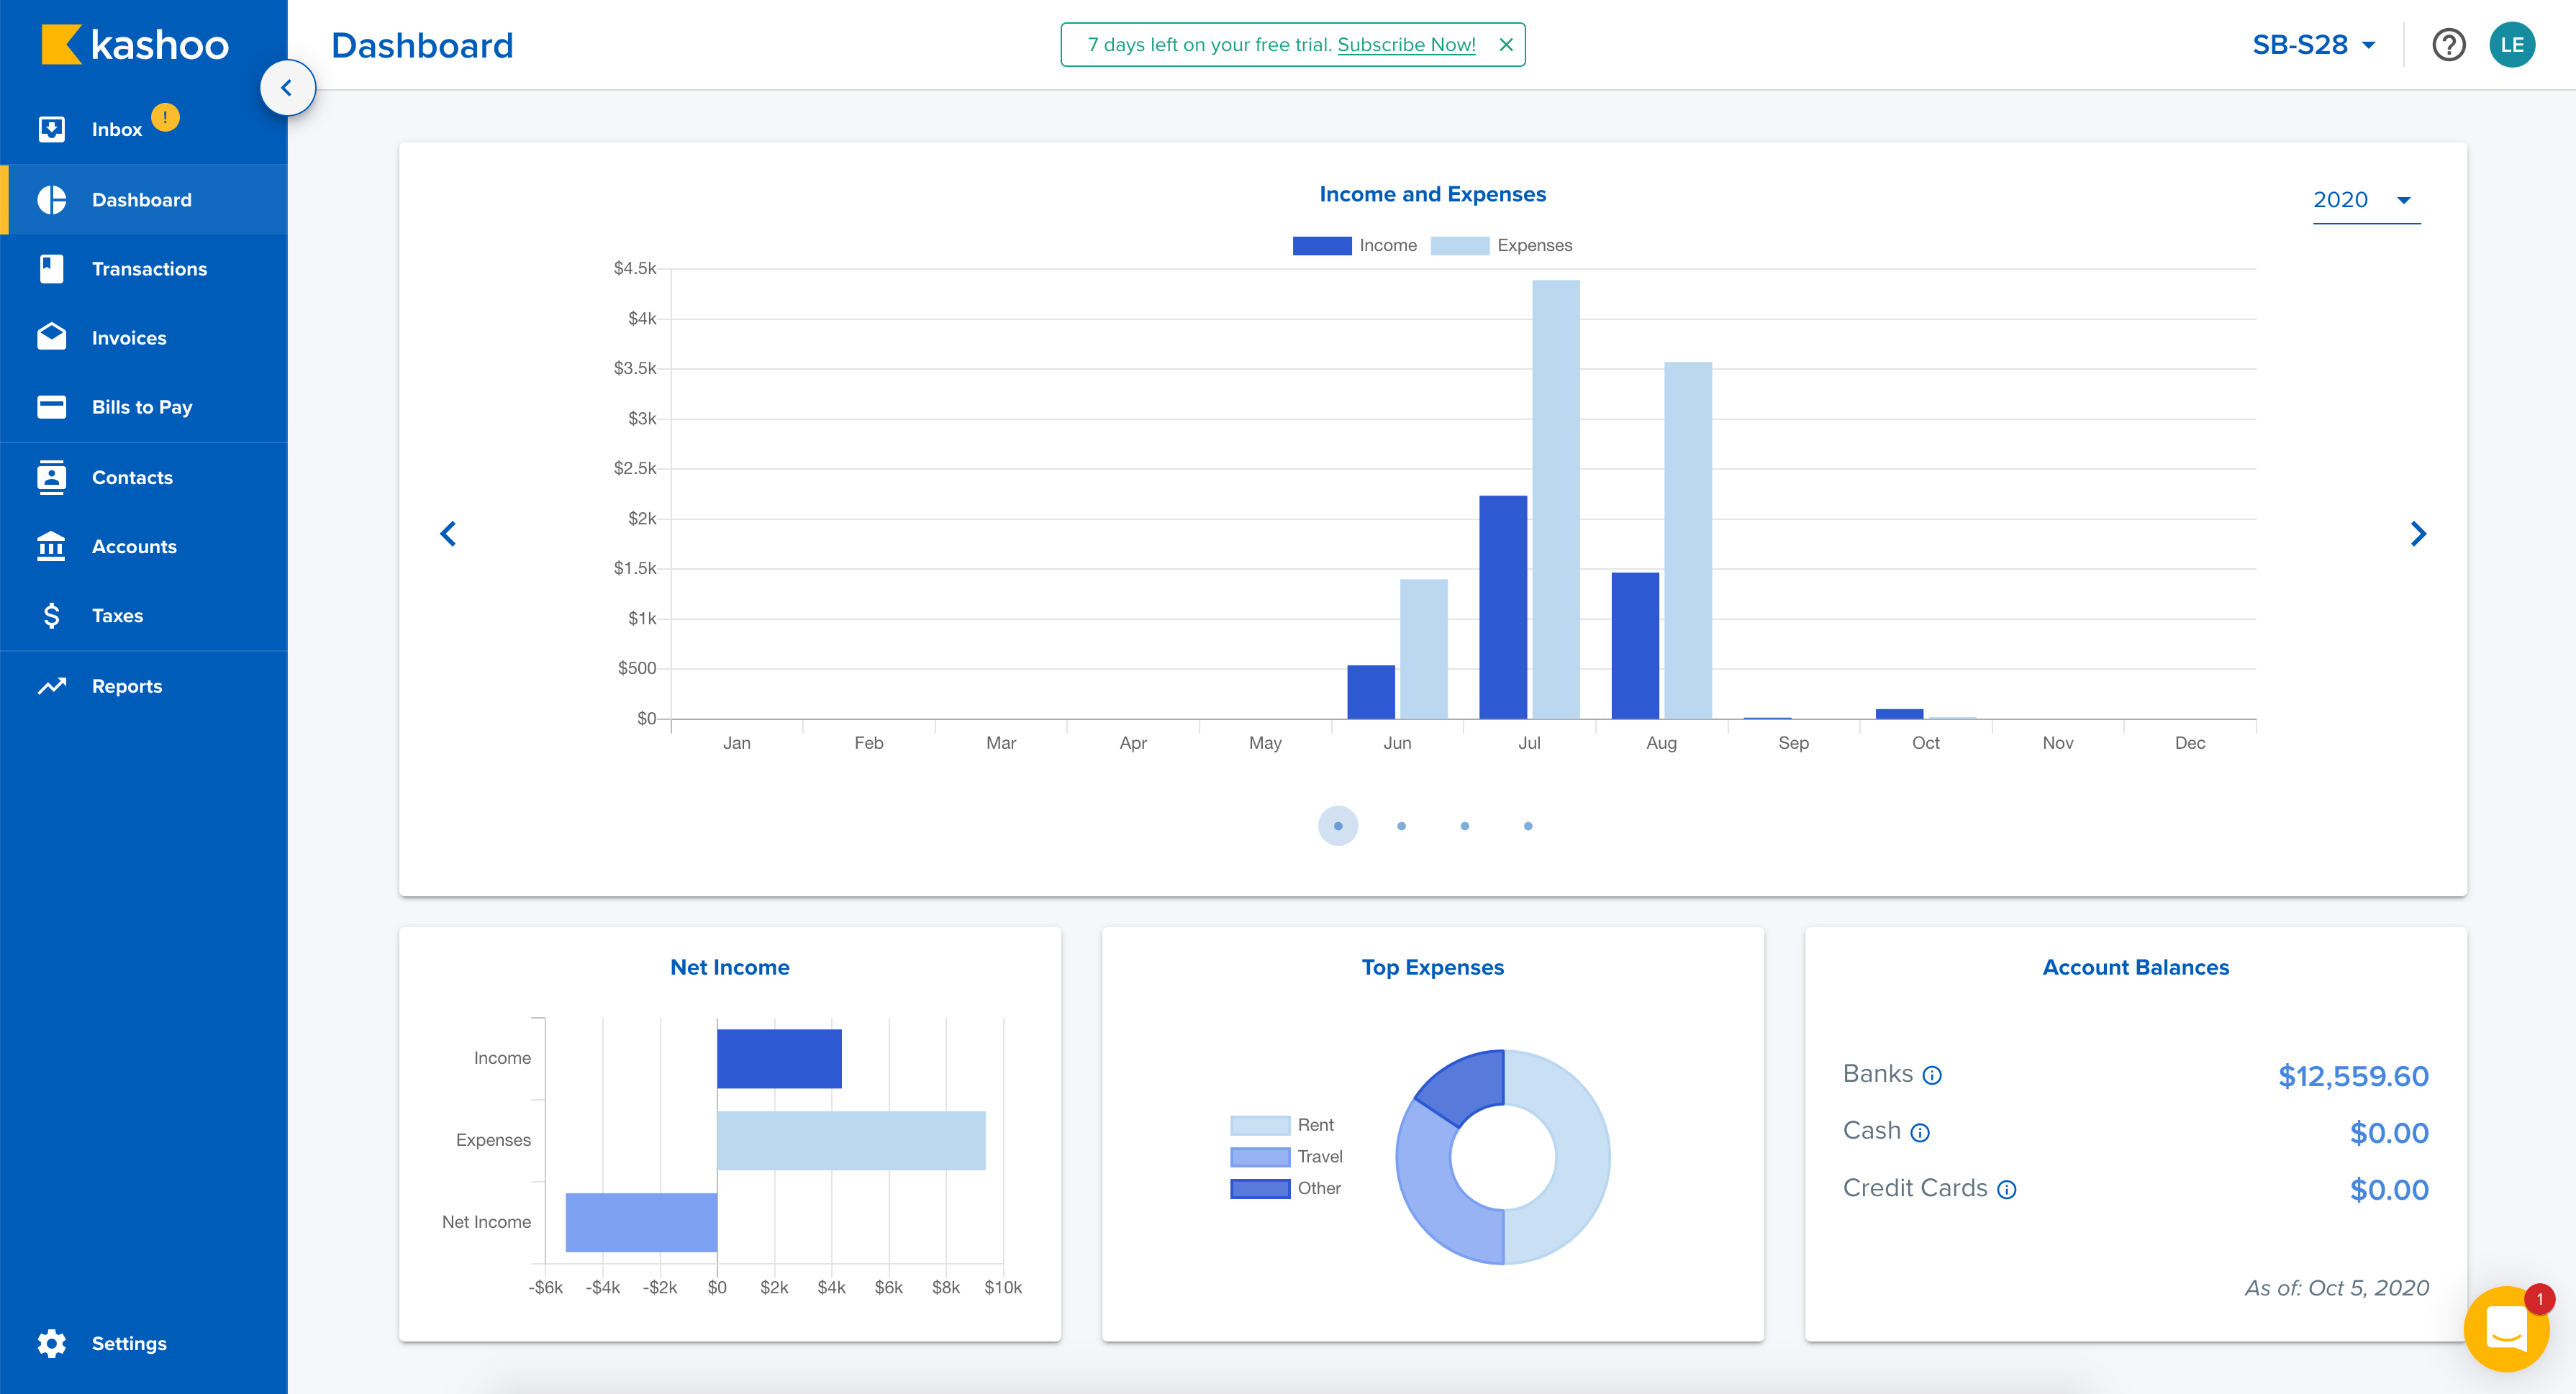 kashoo
Dashboard
7 days left on your free trial. Subscribe Now!
SB-S28
LE
Inbox !
Dashboard
Transactions
Invoices
Bills to Pay
Contacts
Accounts
Taxes
Reports
Settings
Income and Expenses
2020
Income Expenses
$4.5k
$4k
$3.5k
$3k
$2.5k
$2k
$1.5k
$1k
$500
$0
Jan Feb Mar Apr May Jun Jul Aug Sep Oct Nov Dec
Net Income
Income
Expenses
Net Income
-$6k -$4k -$2k $0 $2k $4k $6k $8k $10k
Top Expenses
Rent
Travel
Other
Account Balances
Banks $12,559.60
Cash $0.00
Credit Cards $0.00
As of: Oct 5, 2020
1